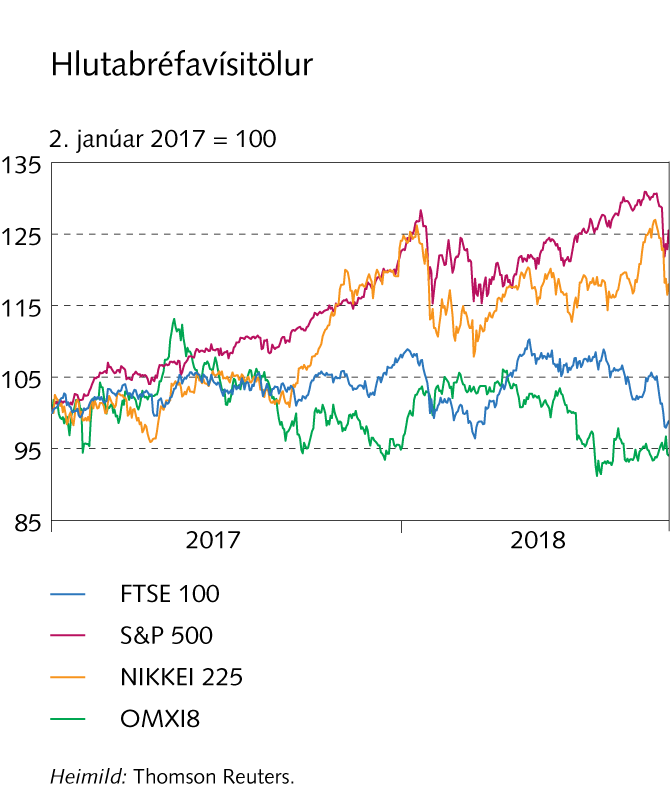 Hlutabréfavísitölur
2. janúar 2017 = 100
135
125
115
105
95
85
2017 2018
FTSE 100
S&P 500
NIKKEI 225
OMXI8
Heimild: Thomson Reuters.